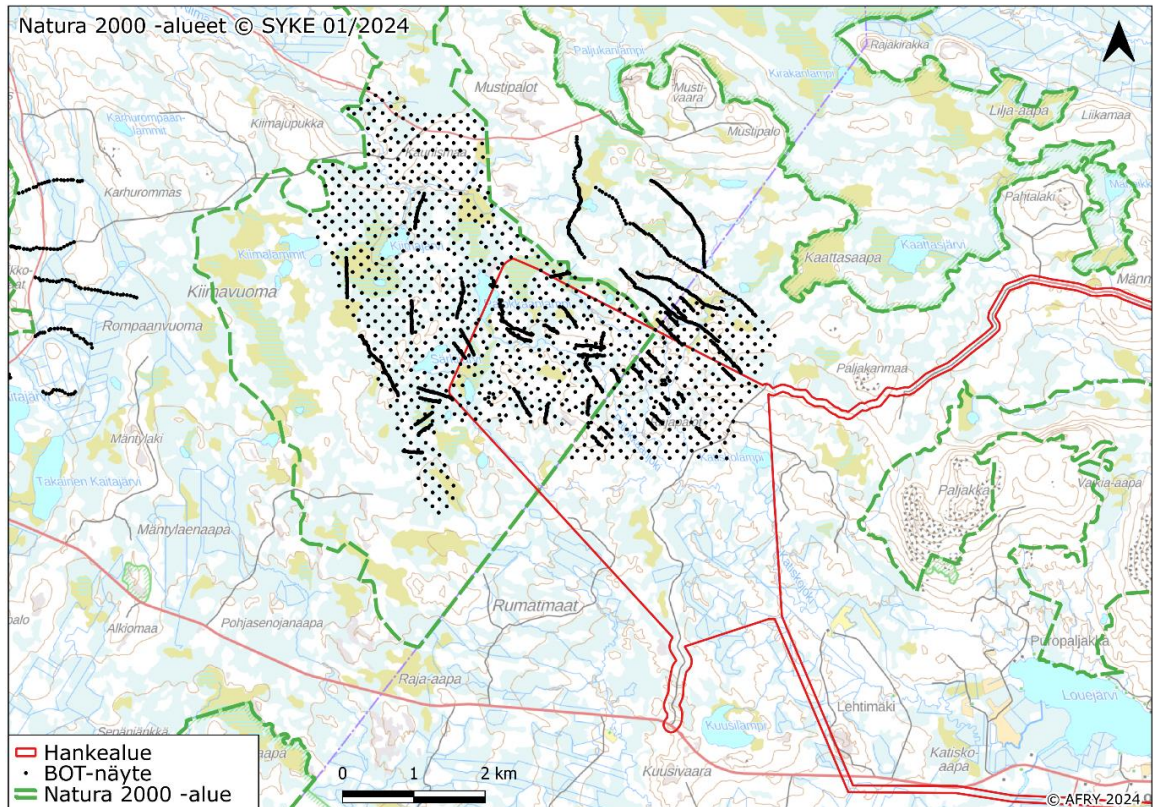 Natura 2000 -alueet © SYKE 01/2024
Rajakirakka
Paljukanlampi
Kirakanlampi
Mustipalot
Musti-
vaara
Lilja-aapa
Liikamaa
Karhurompaan-
lammit
Kiimajupukka
Mustipalo
Karhurommas
Pahtalaki
Kaattasjärvi
Kaattasaapa
Kiimalammit
Kiimavuoma
Rompaanvuoma
Paljakanmaa
Mäntylaki
Takainen Kaitajärvi
Paljakka
Vaikia-aapa
Mäntylaenaapa
Rumatmaat
Alkiomaa
Pohjasenojanaapa
Puropaljakka
Raja-aapa
Louejärvi
Lehtimäki
Kuusilampi
Katisko-
aapa
Kuusivaara
Hankealue
BOT-näyte
Natura 2000 -alue
0 1 2 km
© AFRY 2024